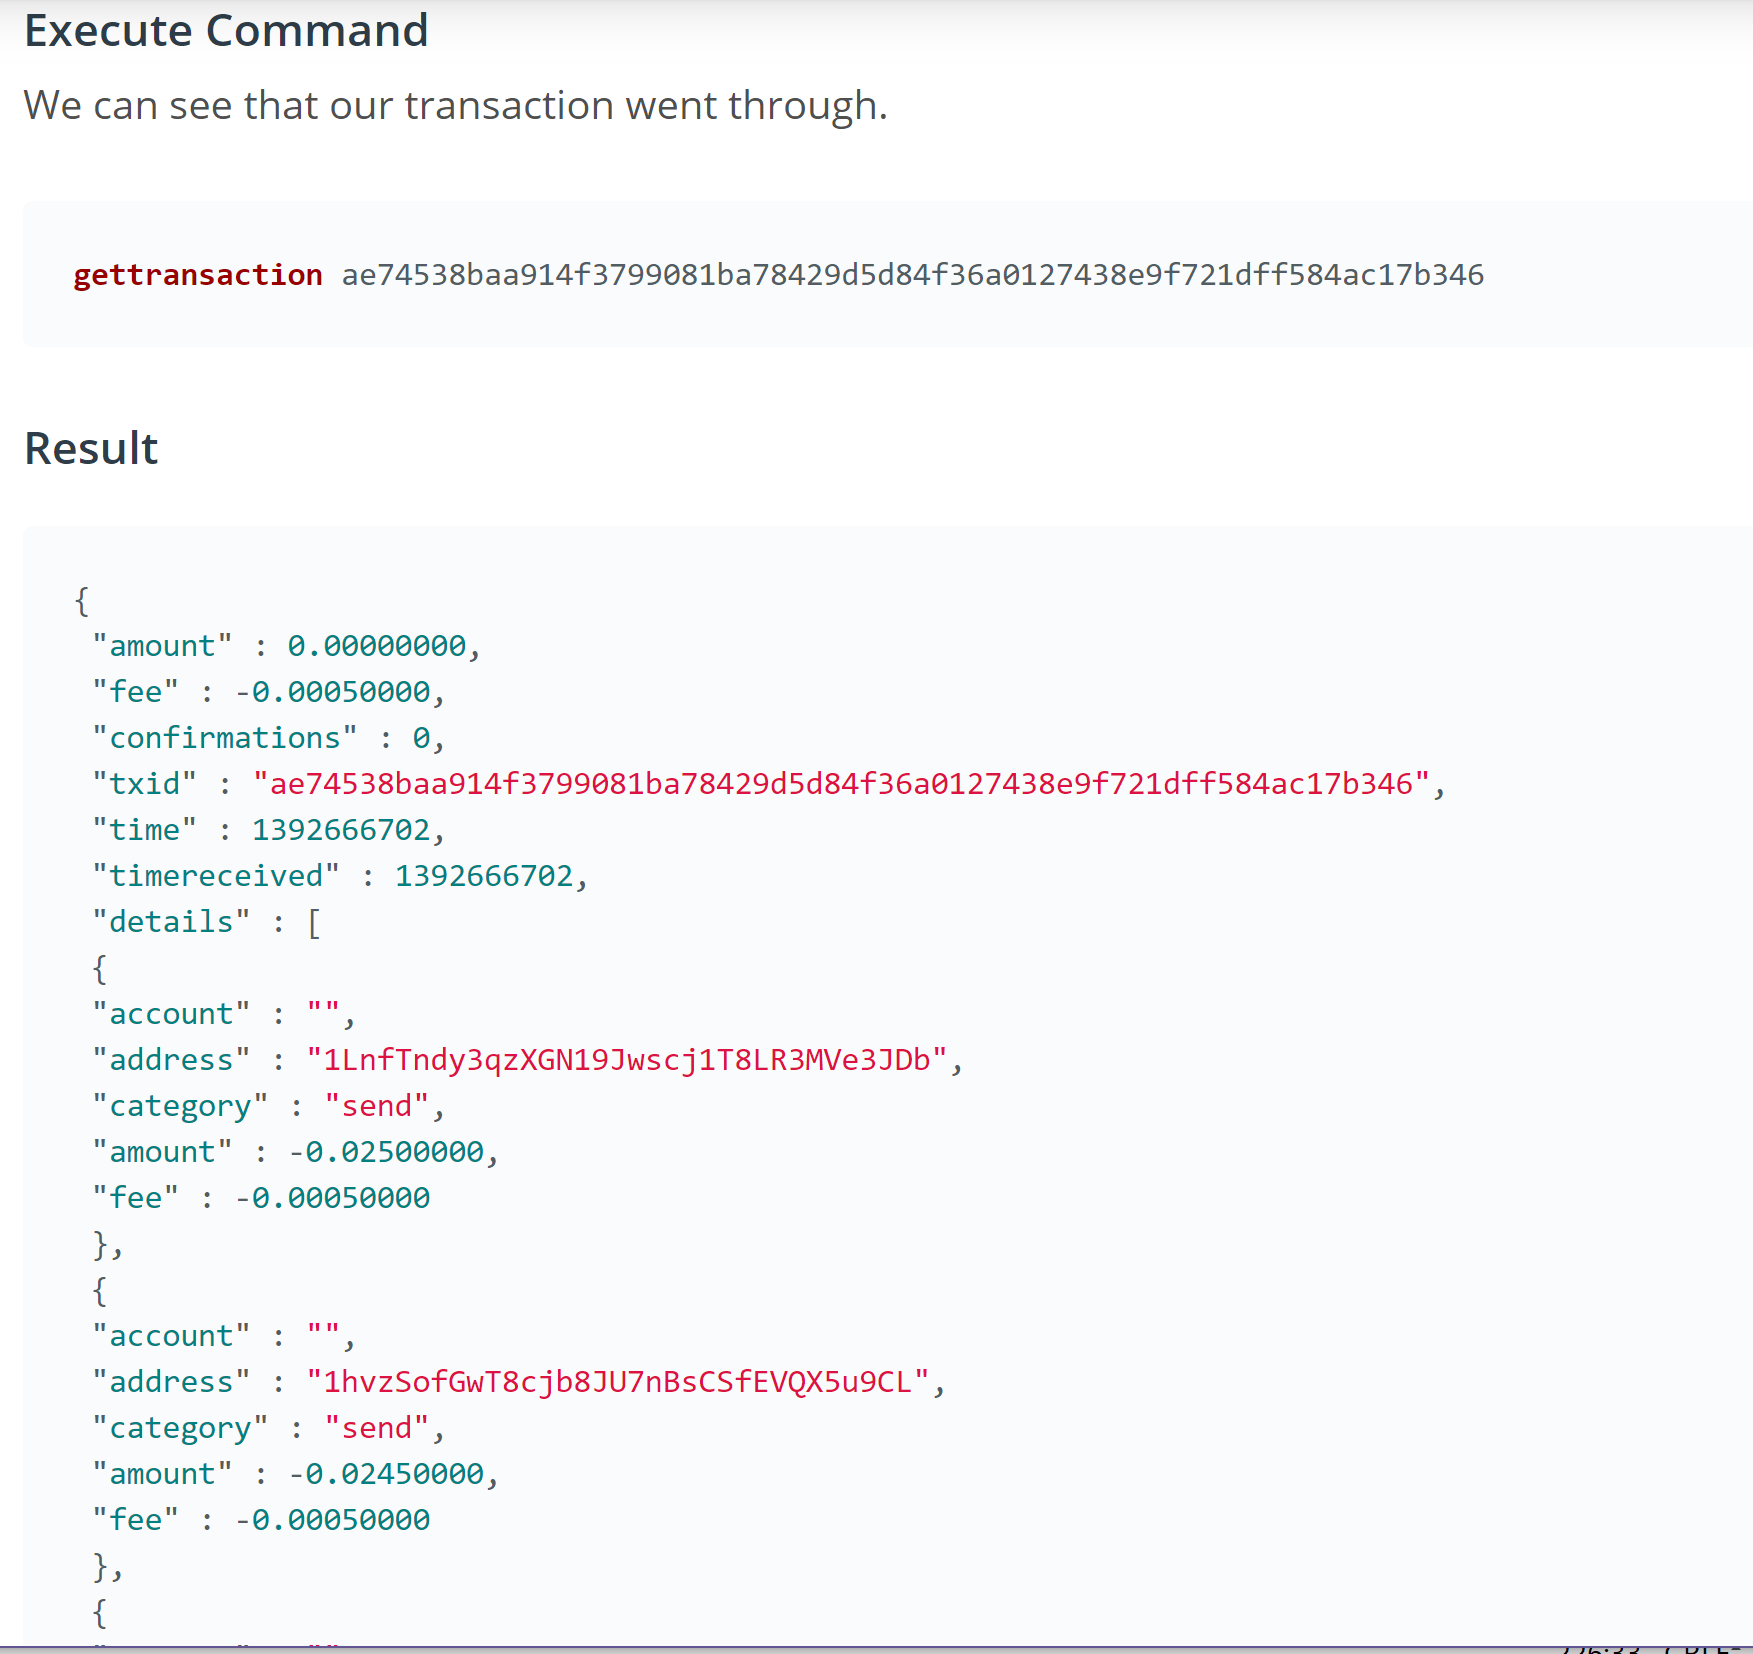 Execute Command
We can see that our transaction went through.
gettransaction ae74538baa914f3799081ba78429d5d84f36a0127438e9f721dff584ac17b346
Result
{
"amount" : 0.00000000,
"fee" : -0.00050000,
"confirmations" : 0,
"txid" : "ae74538baa914f3799081ba78429d5d84f36a0127438e9f721dff584ac17b346",
"time" : 1392666702,
"timereceived" : 1392666702,
"details" : [
{
"account" : "",
"address" : "1LnfTndy3qzXGN19Jwscj1T8LR3MVe3JDb",
"category" : "send",
"amount" : -0.02500000,
"fee" : -0.00050000
},
{
"account" : "",
"address" : "1hvzSofGwT8cjb8JU7nBsCSfEVQX5u9CL",
"category" : "send",
"amount" : -0.02450000,
"fee" : -0.00050000
},
{